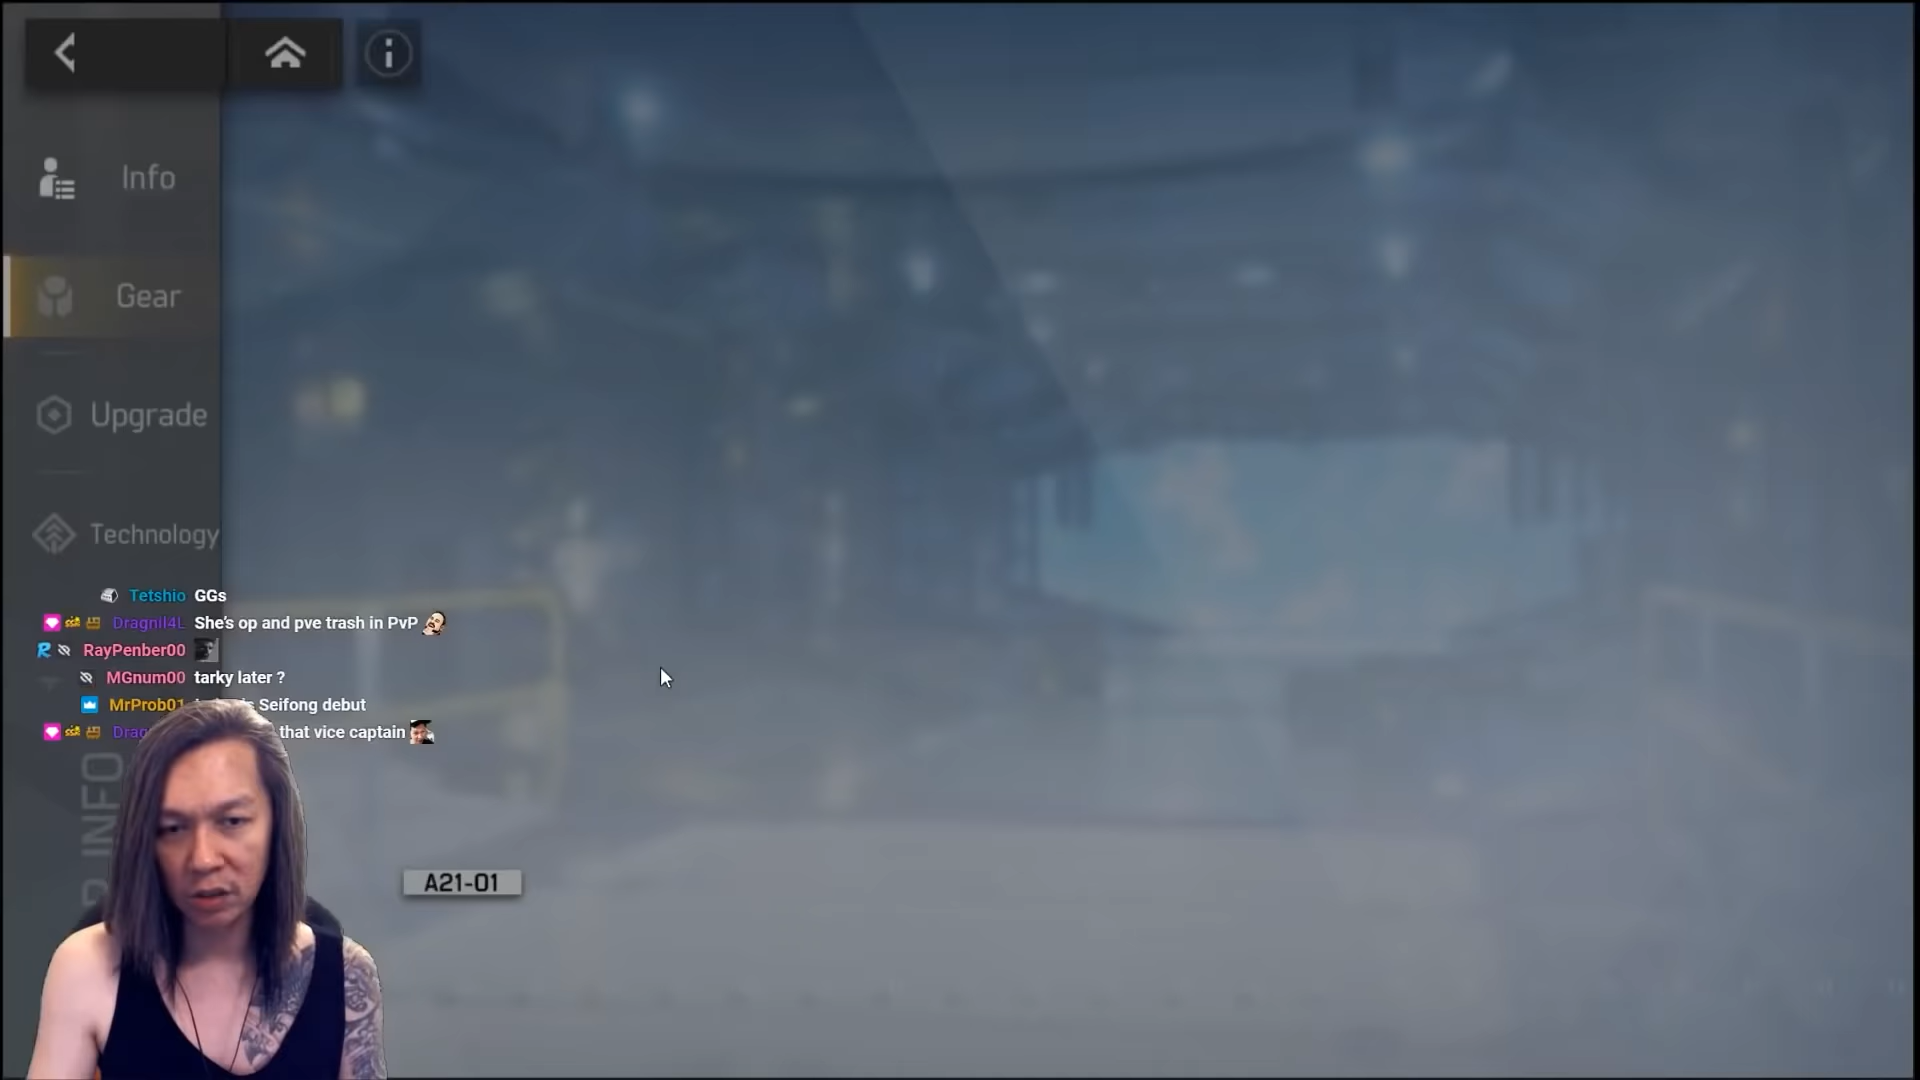 Info
Gear
Upgrade
Technology
Tetshio GGs
Dragnil4L She's op and pve trash in PvP
RayPenber00
MGnum00 tarky later ?
MrProb01 Seifong debut
that vice captain
INFO
A21-01